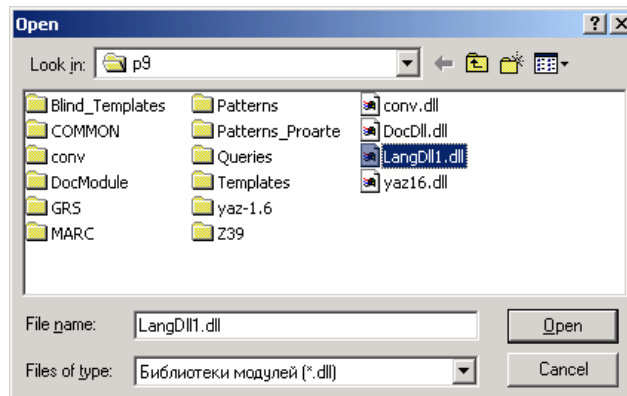 Open
Look in: p9
Blind_Templates Patterns conv.dll
COMMON Patterns_Proarte DocDll.dll
conv Queries LangDll1.dll
DocModule Templates yaz16.dll
GRS yaz-1.6
MARC Z39
File name: LangDll1.dll Open
Files of type: Библиотеки модулей (*.dll) Cancel